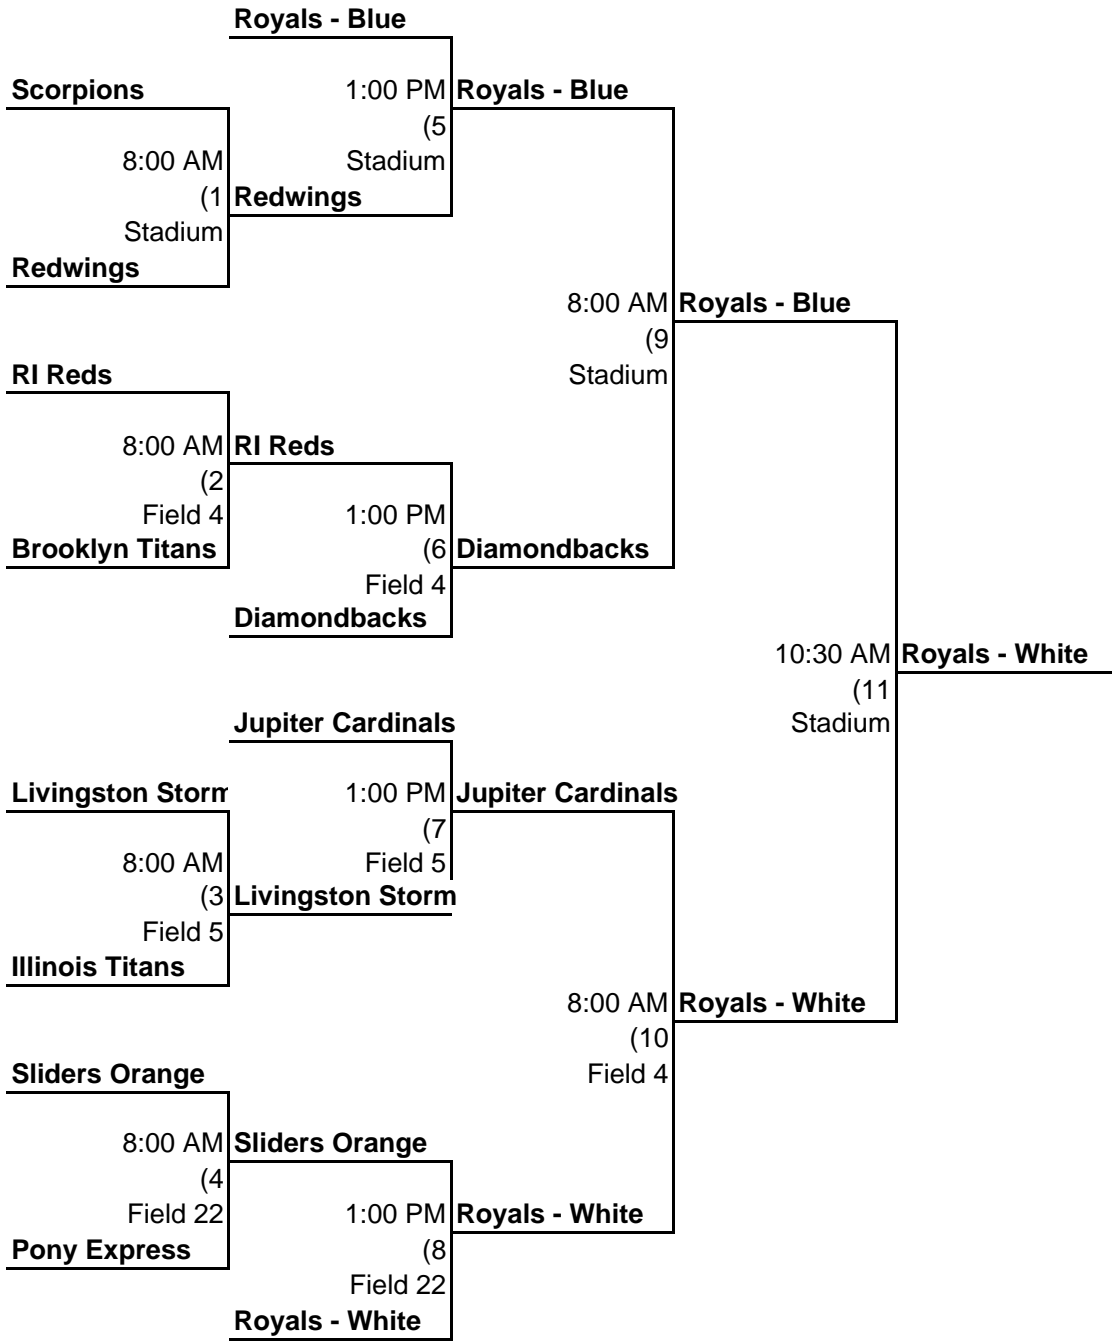 Royals - Blue
Scorpions
1:00 PM Royals - Blue
(5
8:00 AM Stadium
(1 Redwings
Stadium
Redwings
8:00 AM Royals - Blue
(9
RI Reds Stadium
8:00 AM RI Reds
(2
Field 4 1:00 PM
Brooklyn Titans (6 Diamondbacks
Field 4
Diamondbacks
10:30 AM Royals - White
(11
Jupiter Cardinals Stadium
Livingston Storm 1:00 PM Jupiter Cardinals
(7
8:00 AM Field 5
(3 Livingston Storm
Field 5
Illinois Titans
8:00 AM Royals - White
(10
Sliders Orange Field 4
8:00 AM Sliders Orange
(4
Field 22 1:00 PM Royals - White
Pony Express (8
Field 22
Royals - White